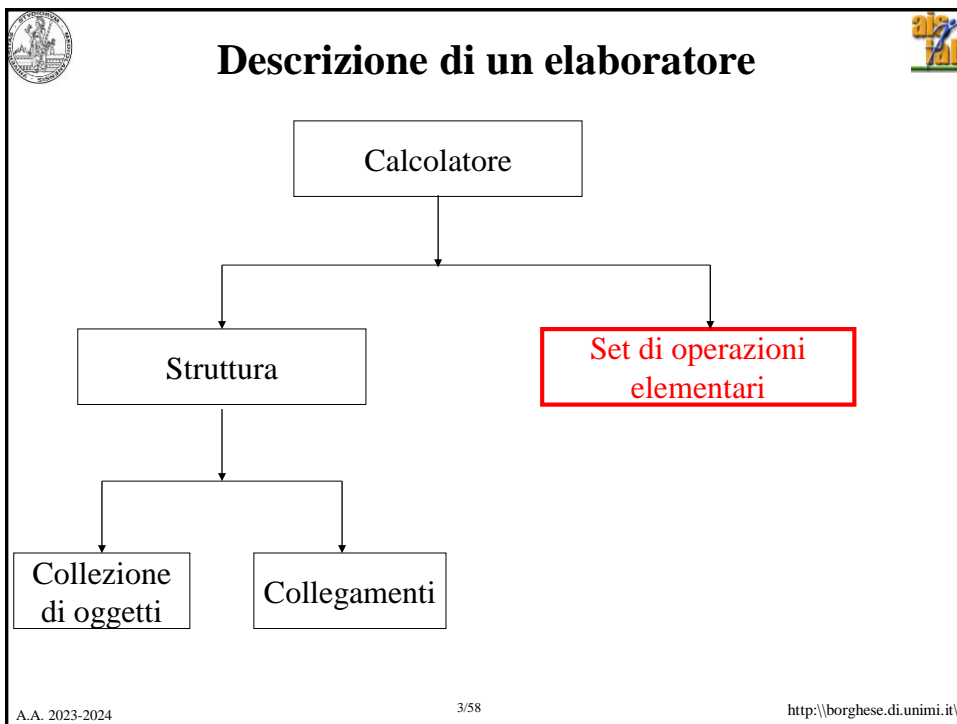 Descrizione di un elaboratore
Calcolatore
Struttura
Set di operazioni
elementari
Collezione
di oggetti
Collegamenti
A.A. 2023-2024
3/58
http:\\borghese.di.unimi.it\